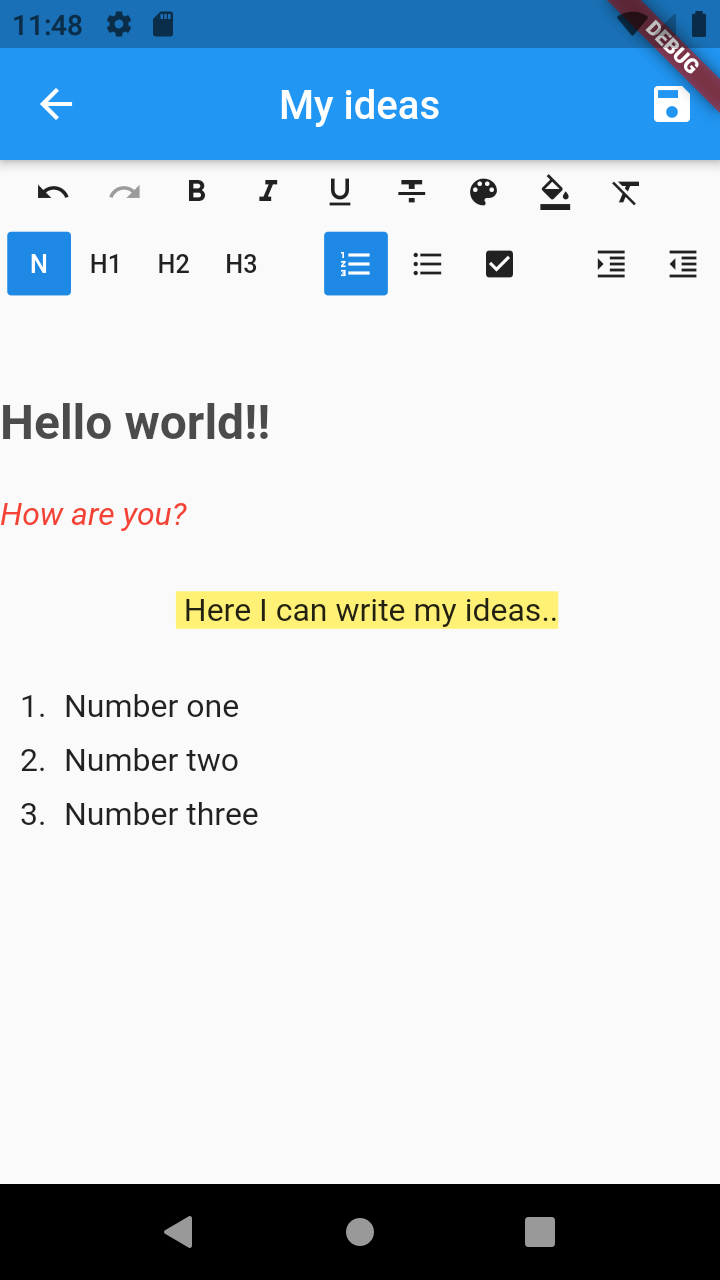 11:48
DEBUG
My ideas
B I U
N H1 H2 H3
Hello world!!
How are you?
Here I can write my ideas..
1. Number one
2. Number two
3. Number three